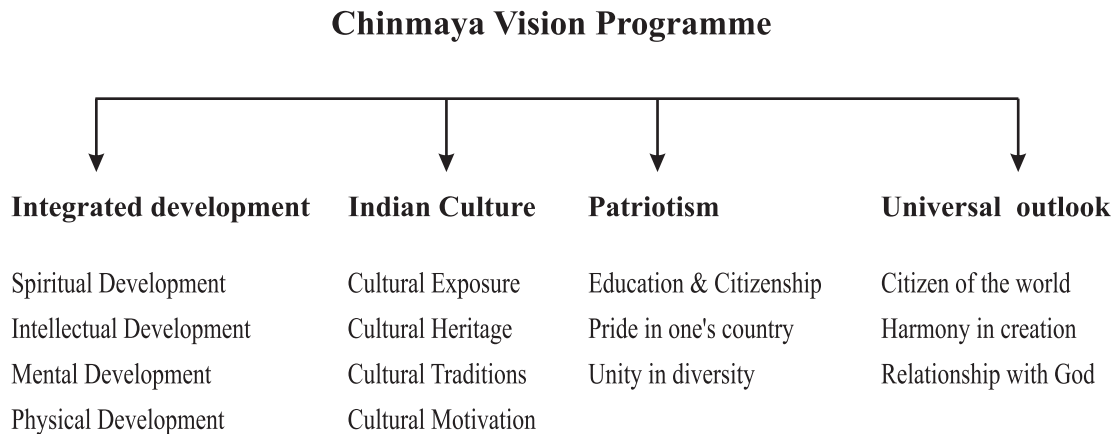 Chinmaya Vision Programme
Integrated development
Spiritual Development
Intellectual Development
Mental Development
Physical Development
Indian Culture
Cultural Exposure
Cultural Heritage
Cultural Traditions
Cultural Motivation
Patriotism
Education & Citizenship
Pride in one's country
Unity in diversity
Universal outlook
Citizen of the world
Harmony in creation
Relationship with God